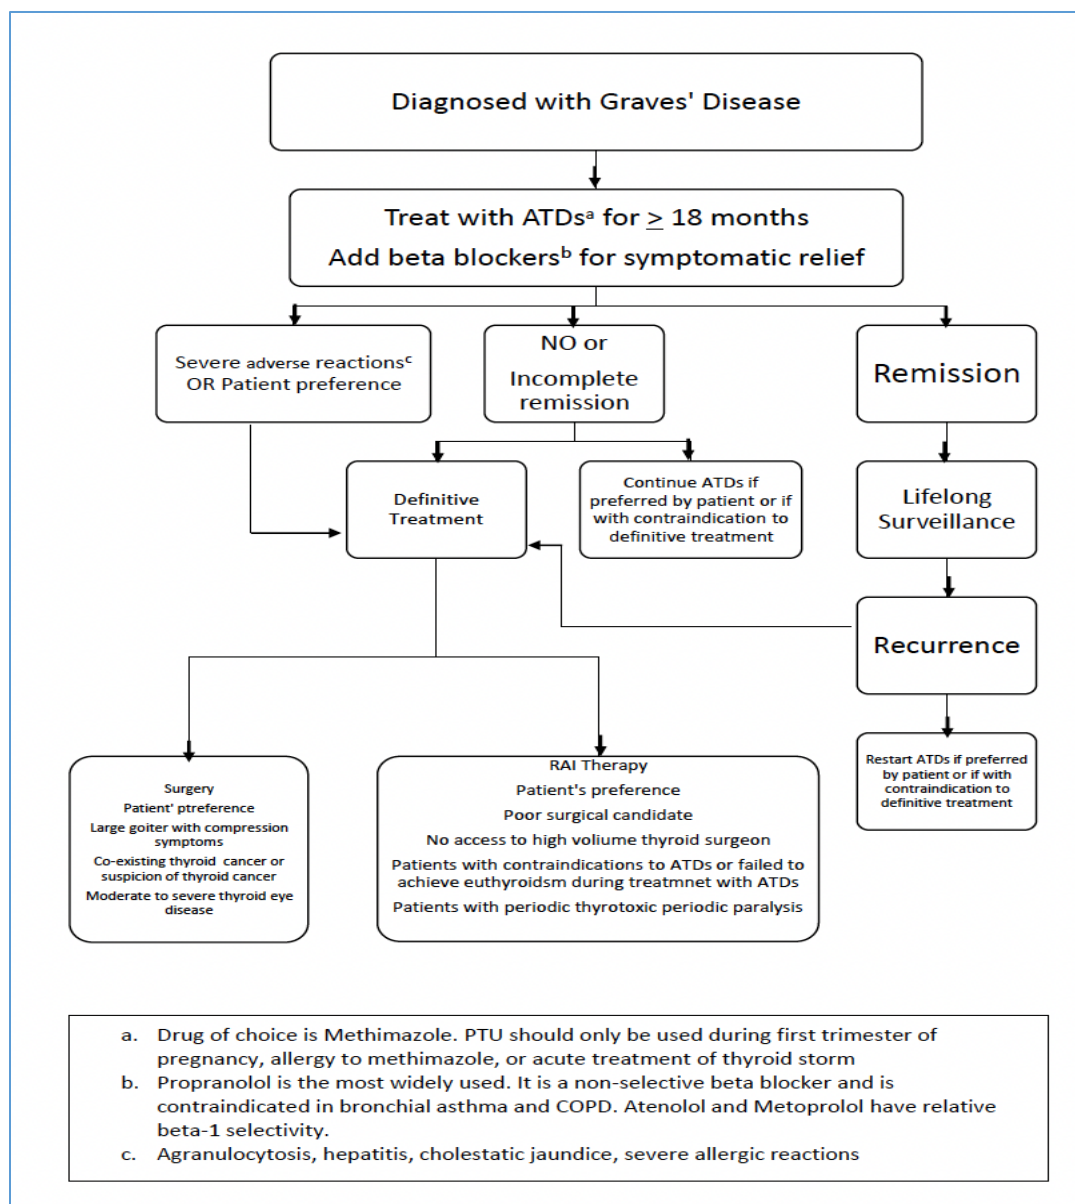 Diagnosed with Graves' Disease
Treat with ATDsᵃ for ≥ 18 months
Add beta blockersᵇ for symptomatic relief
Severe adverse reactionsᶜ
OR Patient preference
NO or
Incomplete
remission
Remission
Definitive
Treatment
Continue ATDs if
preferred by patient or if
with contraindication to
definitive treatment
Lifelong
Surveillance
Recurrence
Surgery
Patient' ptreference
Large goiter with compression
symptoms
Co-existing thyroid cancer or
suspicion of thyroid cancer
Moderate to severe thyroid eye
disease
RAI Therapy
Patient's preference
Poor surgical candidate
No access to high voliume thyroid surgeon
Patients with contraindications to ATDs or failed to
achieve euthyroidsm during treatmnet with ATDs
Patients with periodic thyrotoxic periodic paralysis
Restart ATDs if preferred
by patient or if with
contraindication to
definitive treatment
a. Drug of choice is Methimazole. PTU should only be used during first trimester of
pregnancy, allergy to methimazole, or acute treatment of thyroid storm
b. Propranolol is the most widely used. It is a non-selective beta blocker and is
contraindicated in bronchial asthma and COPD. Atenolol and Metoprolol have relative
beta-1 selectivity.
c. Agranulocytosis, hepatitis, cholestatic jaundice, severe allergic reactions